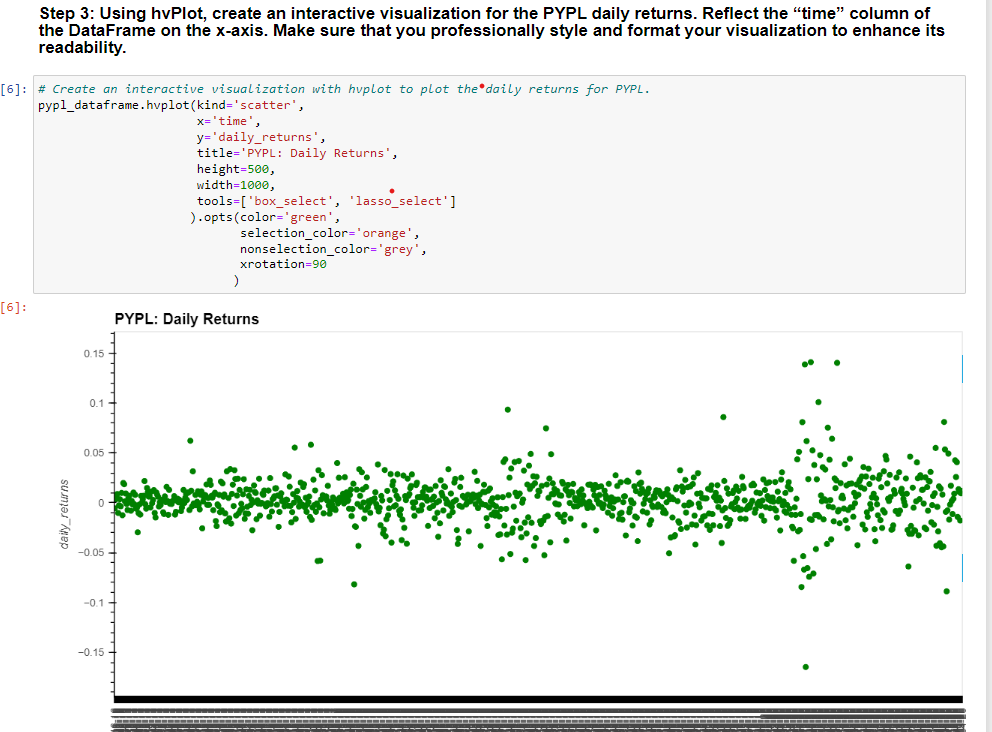 Step 3: Using hvPlot, create an interactive visualization for the PYPL daily returns. Reflect the “time” column of
the DataFrame on the x-axis. Make sure that you professionally style and format your visualization to enhance its
readability.
[6]:
# Create an interactive visualization with hvplot to plot the daily returns for PYPL.
pypl_dataframe.hvplot(kind='scatter',
x='time',
y='daily_returns',
title='PYPL: Daily Returns',
height=500,
width=1000,
tools=['box_select', 'lasso_select']
).opts(color='green',
selection_color='orange',
nonselection_color='grey',
xrotation=90
)
[6]:
PYPL: Daily Returns
0.15
0.1
0.05
0
−0.05
−0.1
−0.15
daily_returns